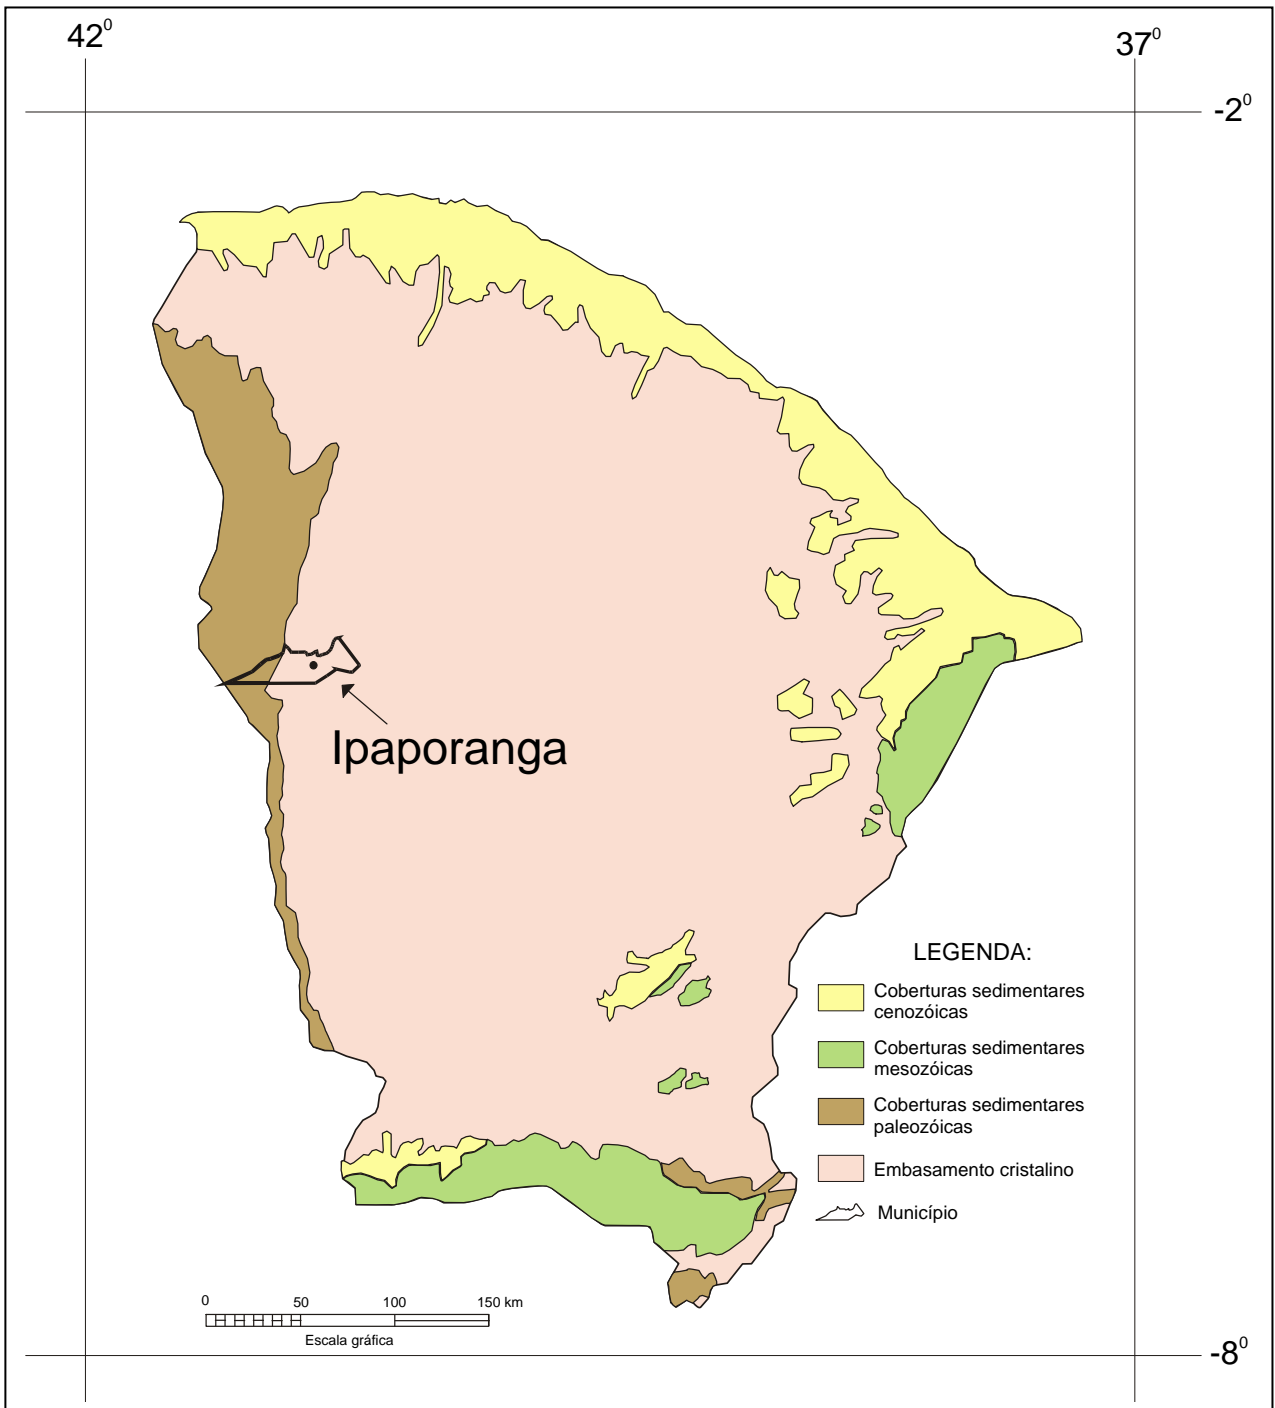 42⁰
37⁰
-2⁰
Ipaporanga
LEGENDA:
Coberturas sedimentares
cenozóicas
Coberturas sedimentares
mesozóicas
Coberturas sedimentares
paleozóicas
Embasamento cristalino
Município
0 50 100 150 km
Escala gráfica
-8⁰